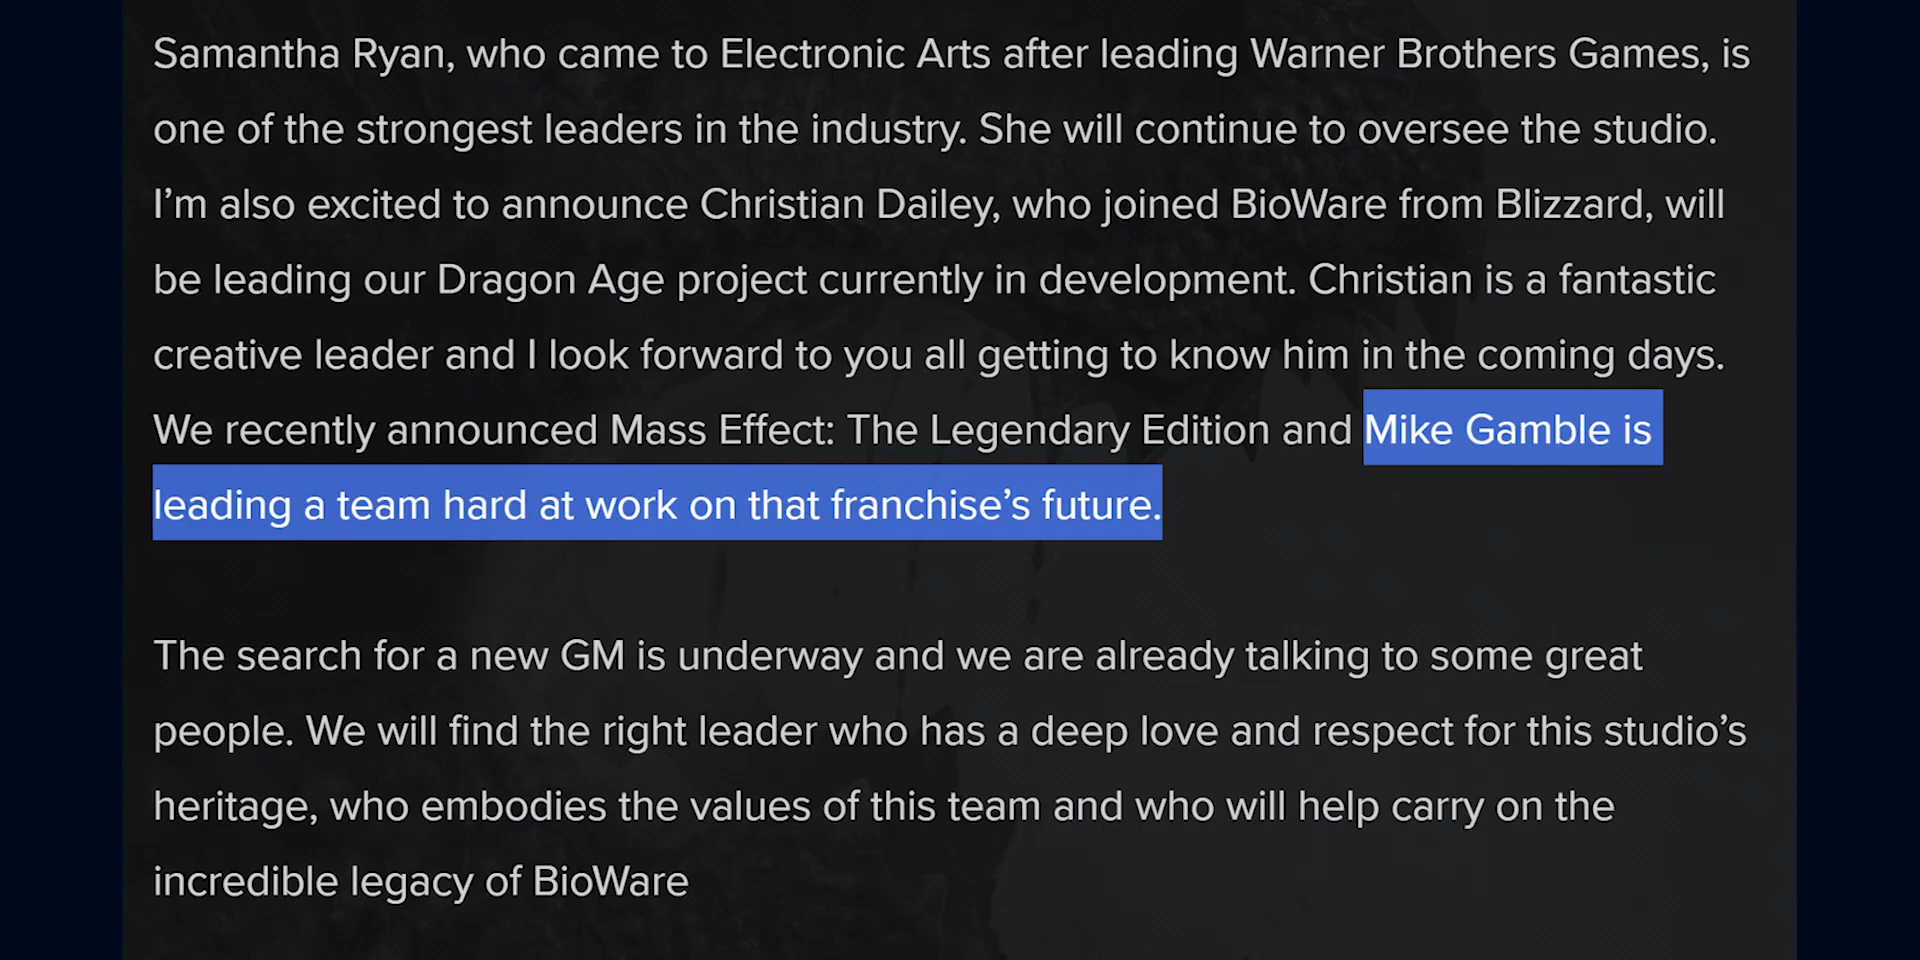 Samantha Ryan, who came to Electronic Arts after leading Warner Brothers Games, is
one of the strongest leaders in the industry. She will continue to oversee the studio.
I’m also excited to announce Christian Dailey, who joined BioWare from Blizzard, will
be leading our Dragon Age project currently in development. Christian is a fantastic
creative leader and I look forward to you all getting to know him in the coming days.
We recently announced Mass Effect: The Legendary Edition and Mike Gamble is
leading a team hard at work on that franchise’s future.
The search for a new GM is underway and we are already talking to some great
people. We will find the right leader who has a deep love and respect for this studio’s
heritage, who embodies the values of this team and who will help carry on the
incredible legacy of BioWare